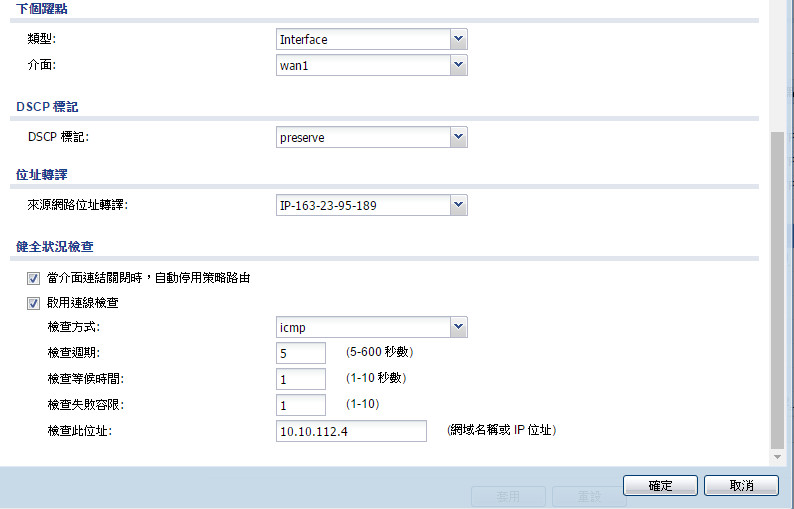 下個躍點
類型: Interface
介面: wan1
DSCP 標記
DSCP 標記: preserve
位址轉譯
來源網路位址轉譯: IP-163-23-95-189
健全狀況檢查
當介面連結關閉時，自動停用策略路由
啟用連線檢查
檢查方式: icmp
檢查週期: 5 (5-600 秒數)
檢查等候時間: 1 (1-10 秒數)
檢查失敗容限: 1 (1-10)
檢查此位址: 10.10.112.4 (網域名稱或 IP 位址)
確定 取消